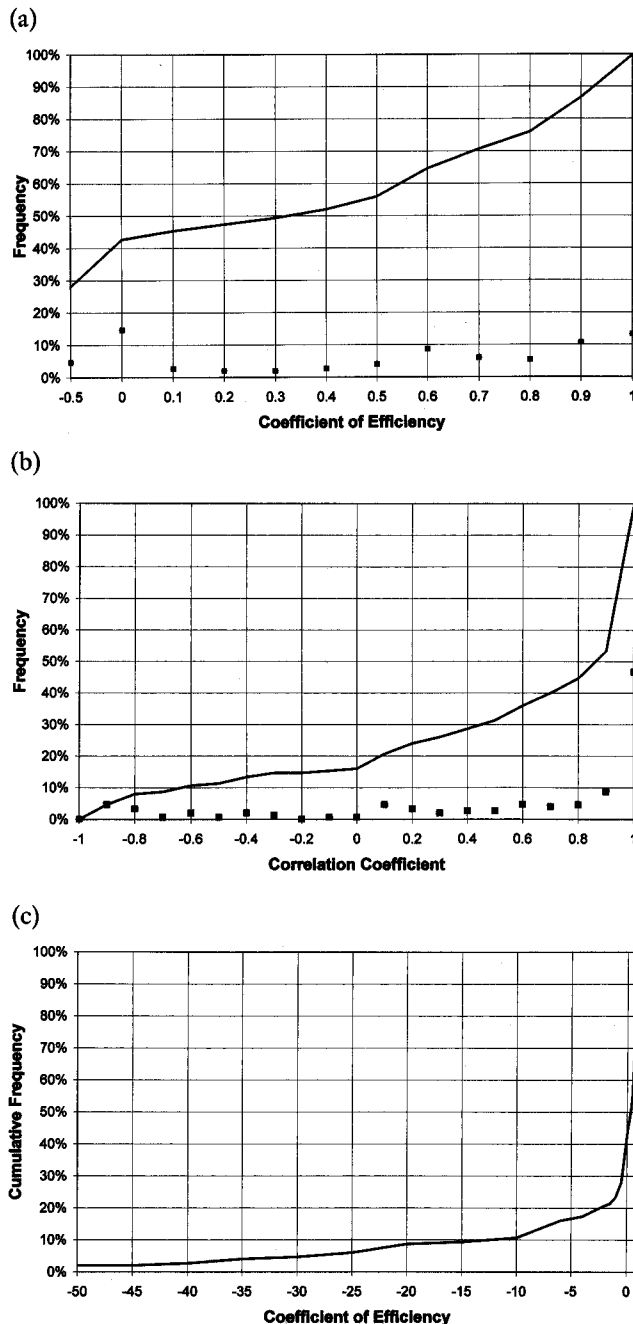 (a)
100%
90%
80%
70%
60%
50%
40%
30%
20%
10%
0%
Frequency
-0.5 0 0.1 0.2 0.3 0.4 0.5 0.6 0.7 0.8 0.9 1
Coefficient of Efficiency
(b)
100%
90%
80%
70%
60%
50%
40%
30%
20%
10%
0%
Frequency
-1 -0.8 -0.6 -0.4 -0.2 0 0.2 0.4 0.6 0.8 1
Correlation Coefficient
(c)
100%
90%
80%
70%
60%
50%
40%
30%
20%
10%
0%
Cumulative Frequency
-50 -45 -40 -35 -30 -25 -20 -15 -10 -5 0
Coefficient of Efficiency